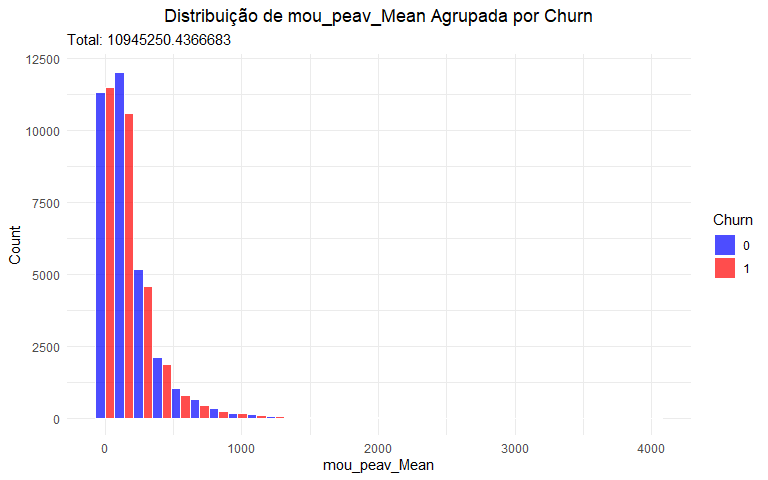 Distribuição de mou_peav_Mean Agrupada por Churn
Total: 10945250.4366683
12500
10000
7500
5000
2500
0
Count
0 1000 2000 3000 4000
mou_peav_Mean
Churn
0
1